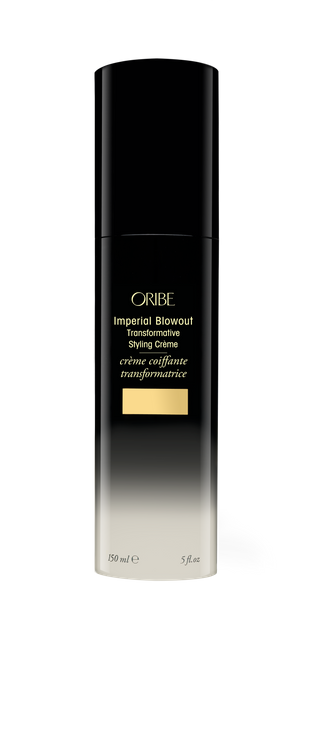 ORIBE
Imperial Blowout
Transformative
Styling Crème
crème coiffante
transformatrice
150 ml ℮ 5 fl.oz